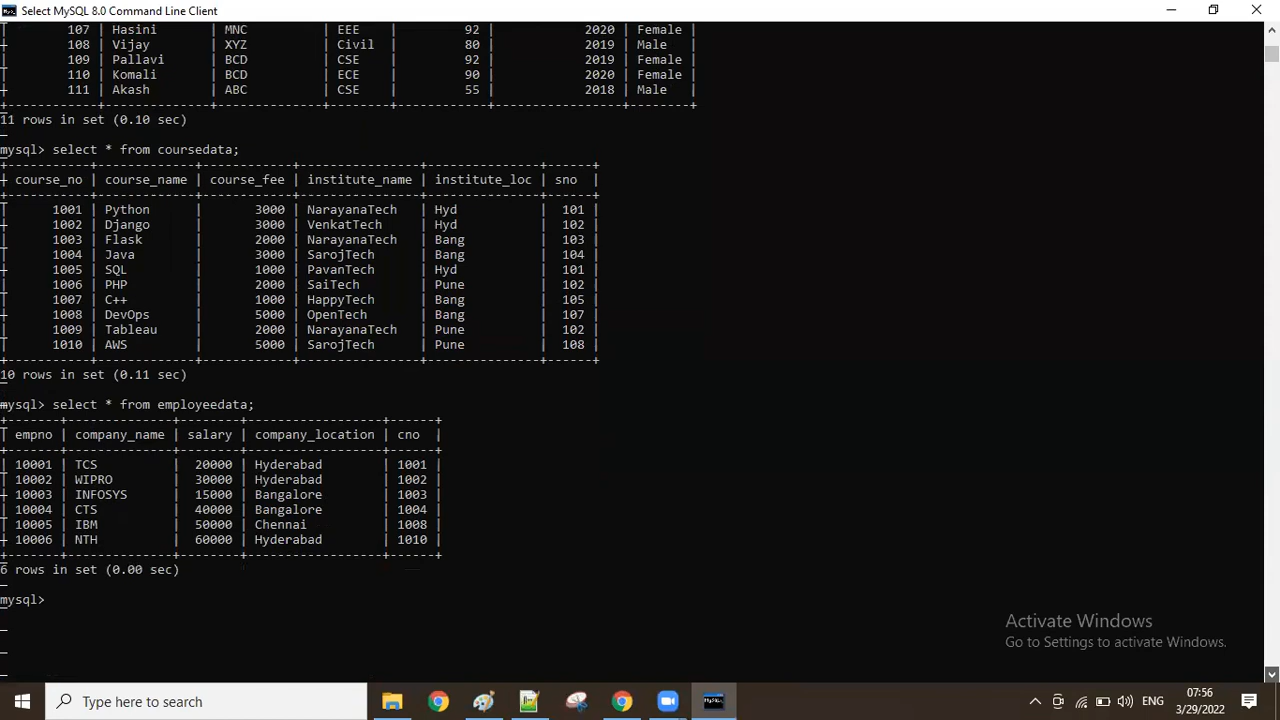 Select MySQL 8.0 Command Line Client
| 107 | Hasini | MNC | EEE | 92 | 2020 | Female |
| 108 | Vijay | XYZ | Civil | 80 | 2019 | Male |
| 109 | Pallavi | BCD | CSE | 92 | 2019 | Female |
| 110 | Komali | BCD | ECE | 90 | 2020 | Female |
| 111 | Akash | ABC | CSE | 55 | 2018 | Male |
11 rows in set (0.10 sec)
mysql> select * from coursedata;
| course_no | course_name | course_fee | institute_name | institute_loc | sno |
| 1001 | Python | 3000 | NarayanaTech | Hyd | 101 |
| 1002 | Django | 3000 | VenkatTech | Hyd | 102 |
| 1003 | Flask | 2000 | NarayanaTech | Bang | 103 |
| 1004 | Java | 3000 | SarojTech | Bang | 104 |
| 1005 | SQL | 1000 | PavanTech | Hyd | 101 |
| 1006 | PHP | 2000 | SaiTech | Pune | 102 |
| 1007 | C++ | 1000 | HappyTech | Bang | 105 |
| 1008 | DevOps | 5000 | OpenTech | Bang | 107 |
| 1009 | Tableau | 2000 | NarayanaTech | Pune | 102 |
| 1010 | AWS | 5000 | SarojTech | Pune | 108 |
10 rows in set (0.11 sec)
mysql> select * from employeedata;
| empno | company_name | salary | company_location | cno |
| 10001 | TCS | 20000 | Hyderabad | 1001 |
| 10002 | WIPRO | 30000 | Hyderabad | 1002 |
| 10003 | INFOSYS | 15000 | Bangalore | 1003 |
| 10004 | CTS | 40000 | Bangalore | 1004 |
| 10005 | IBM | 50000 | Chennai | 1008 |
| 10006 | NTH | 60000 | Hyderabad | 1010 |
6 rows in set (0.00 sec)
mysql>
Activate Windows
Go to Settings to activate Windows.
Type here to search
ENG
07:56
3/29/2022